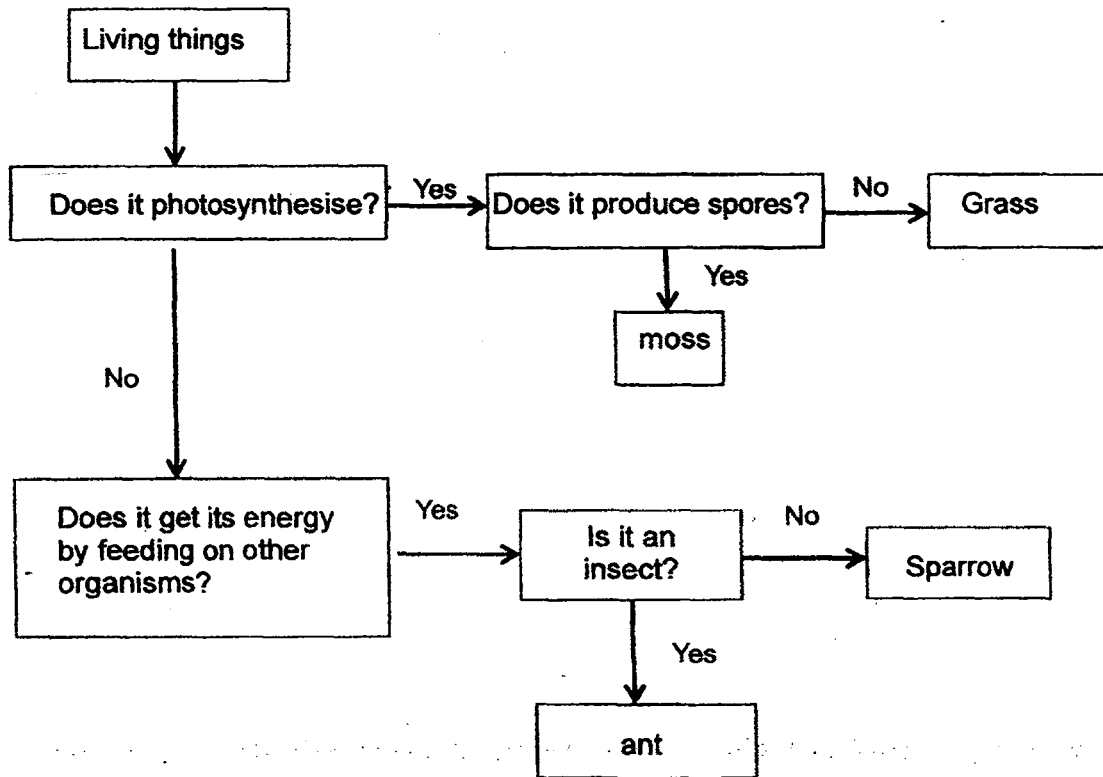 Living things
Does it photosynthesise?
Yes
Does it produce spores?
No
Grass
Yes
moss
No
Does it get its energy
by feeding on other
organisms?
Yes
Is it an
insect?
No
Sparrow
Yes
ant